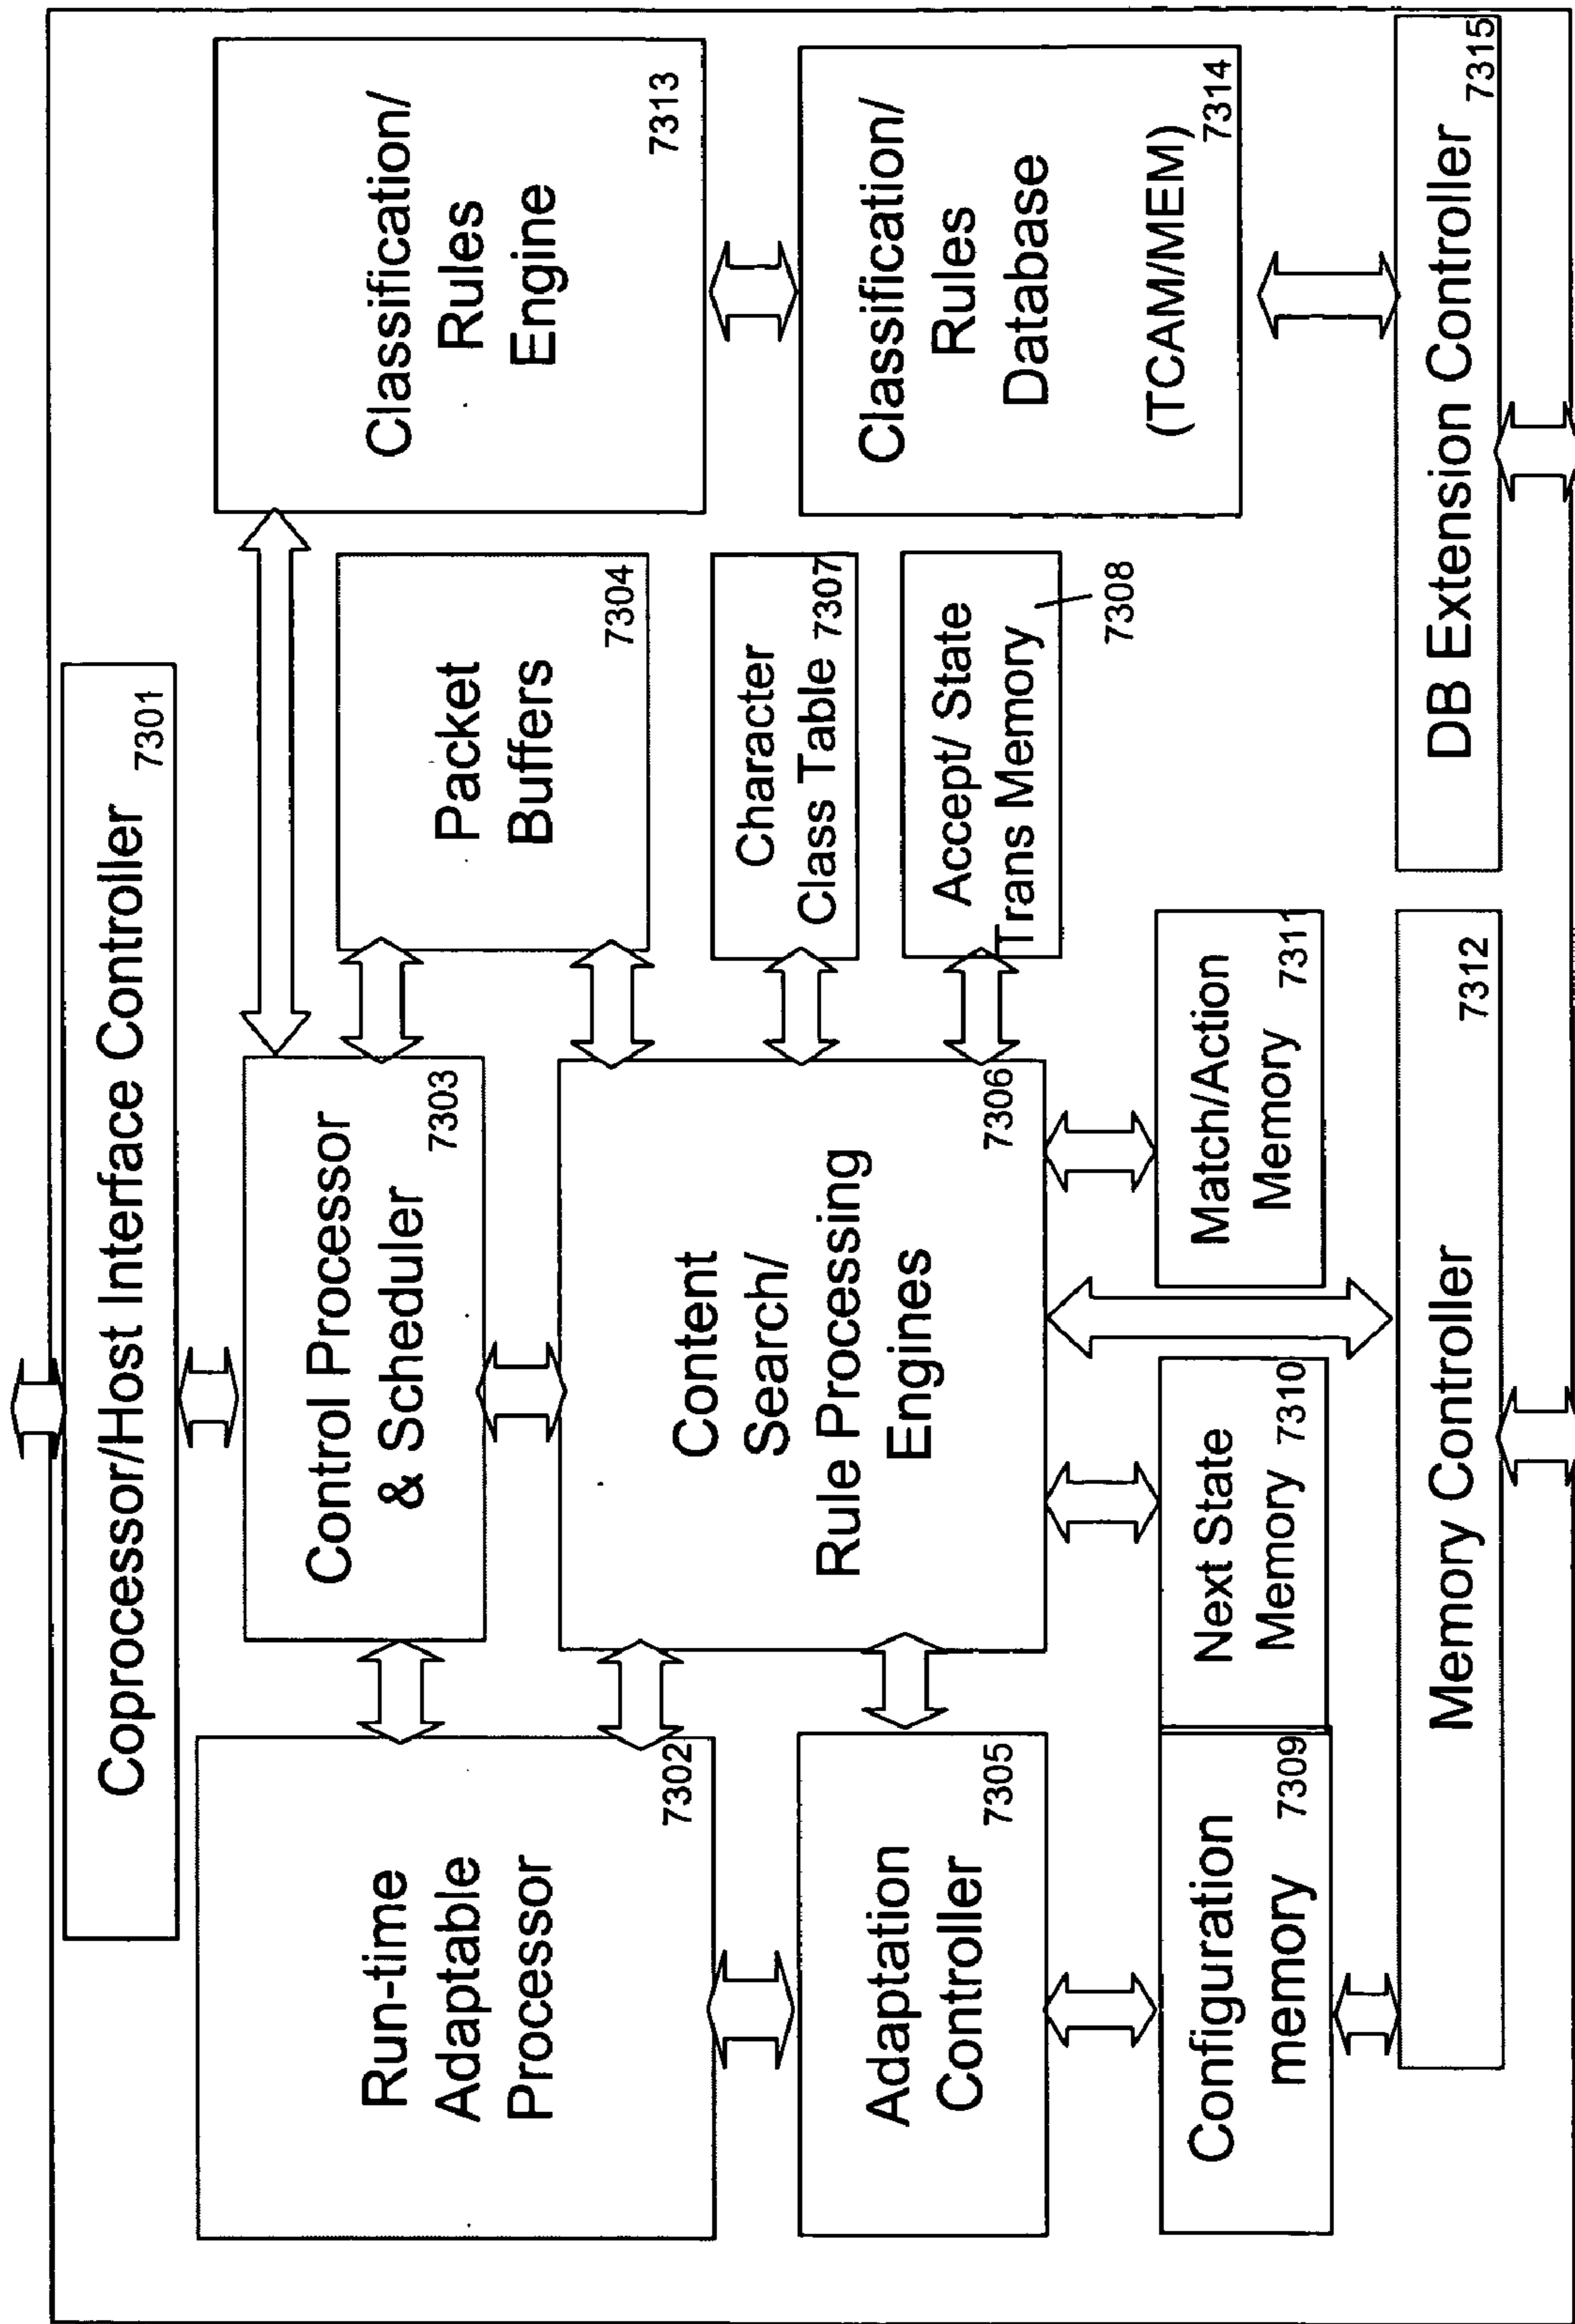 Coprocessor/Host Interface Controller 7301
Run-time
Adaptable
Processor
7302
Control Processor
& Scheduler
7303
Packet
Buffers
7304
Classification/
Rules
Engine
7313
Adaptation
Controller
7305
Content
Search/
Rule Processing
Engines
7306
Character
Class Table 7307
Accept/ State
Trans Memory
7308
Classification/
Rules
Database
(TCAM/MEM)
7314
Configuration
memory 7309
Next State
Memory 7310
Match/Action
Memory 7311
Memory Controller 7312
DB Extension Controller 7315